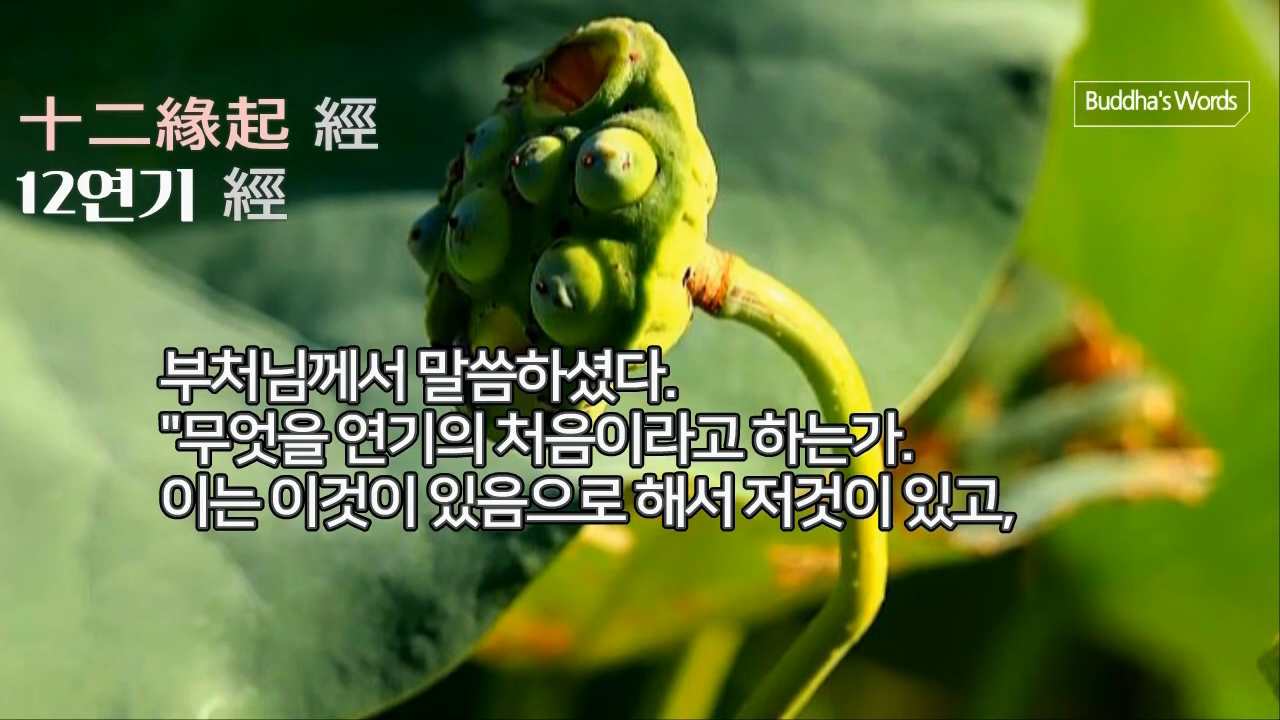 十二緣起 經
12연기 經
Buddha's Words
부처님께서 말씀하셨다.
"무엇을 연기의 처음이라고 하는가.
이는 이것이 있음으로 해서 저것이 있고,